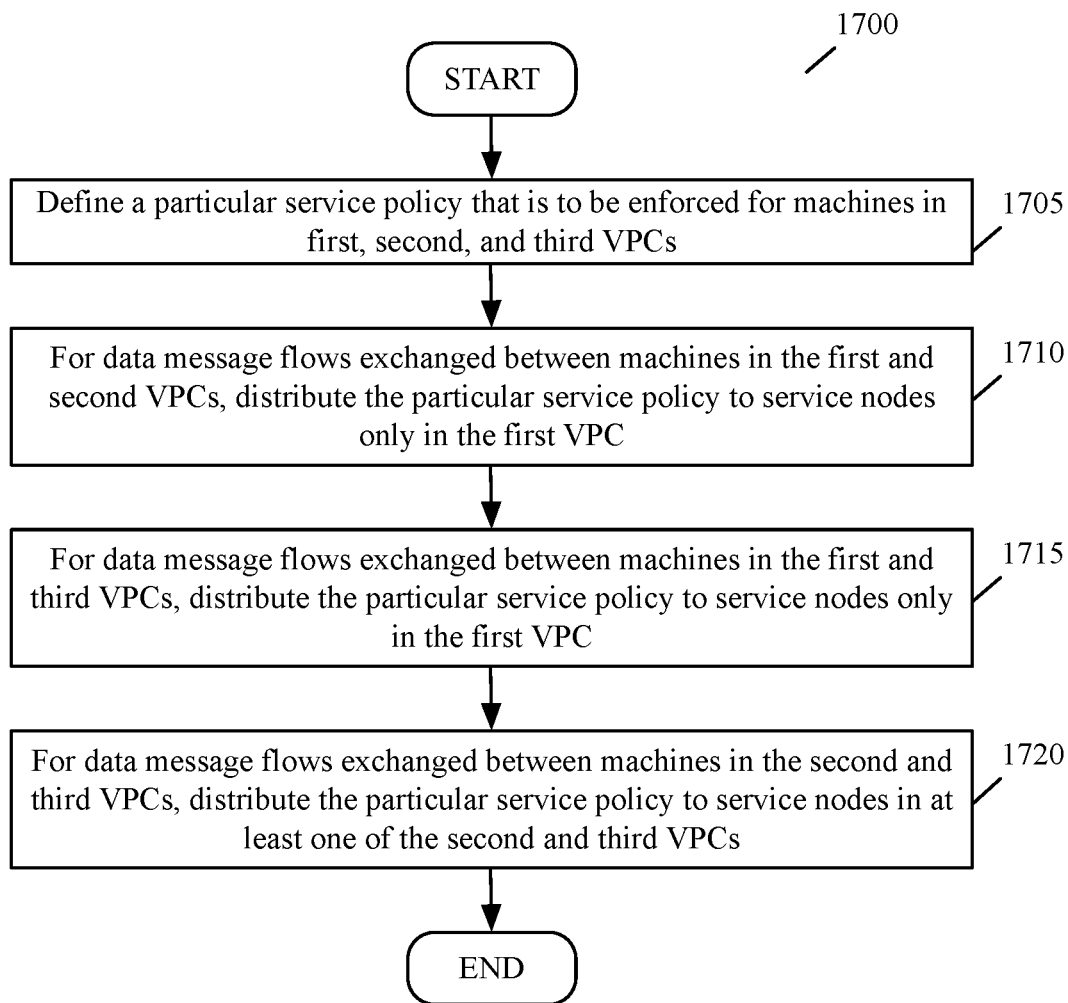 1700
START
Define a particular service policy that is to be enforced for machines in
first, second, and third VPCs
1705
For data message flows exchanged between machines in the first and
second VPCs, distribute the particular service policy to service nodes
only in the first VPC
1710
For data message flows exchanged between machines in the first and
third VPCs, distribute the particular service policy to service nodes only
in the first VPC
1715
For data message flows exchanged between machines in the second and
third VPCs, distribute the particular service policy to service nodes in at
least one of the second and third VPCs
1720
END